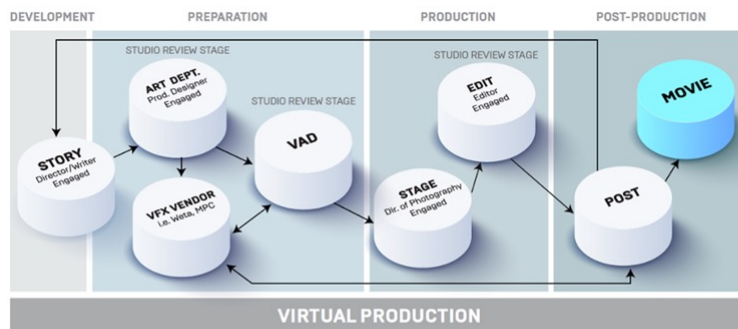 DEVELOPMENT
PREPARATION
PRODUCTION
POST-PRODUCTION
STUDIO REVIEW STAGE
ART DEPT.
Prod. Designer
Engaged
STUDIO REVIEW STAGE
VAD
STORY
Director/Writer
Engaged
VFX VENDOR
i.e. Weta, MPC
STUDIO REVIEW STAGE
EDIT
Editor
Engaged
STAGE
Dir. of Photography
Engaged
MOVIE
POST
VIRTUAL PRODUCTION